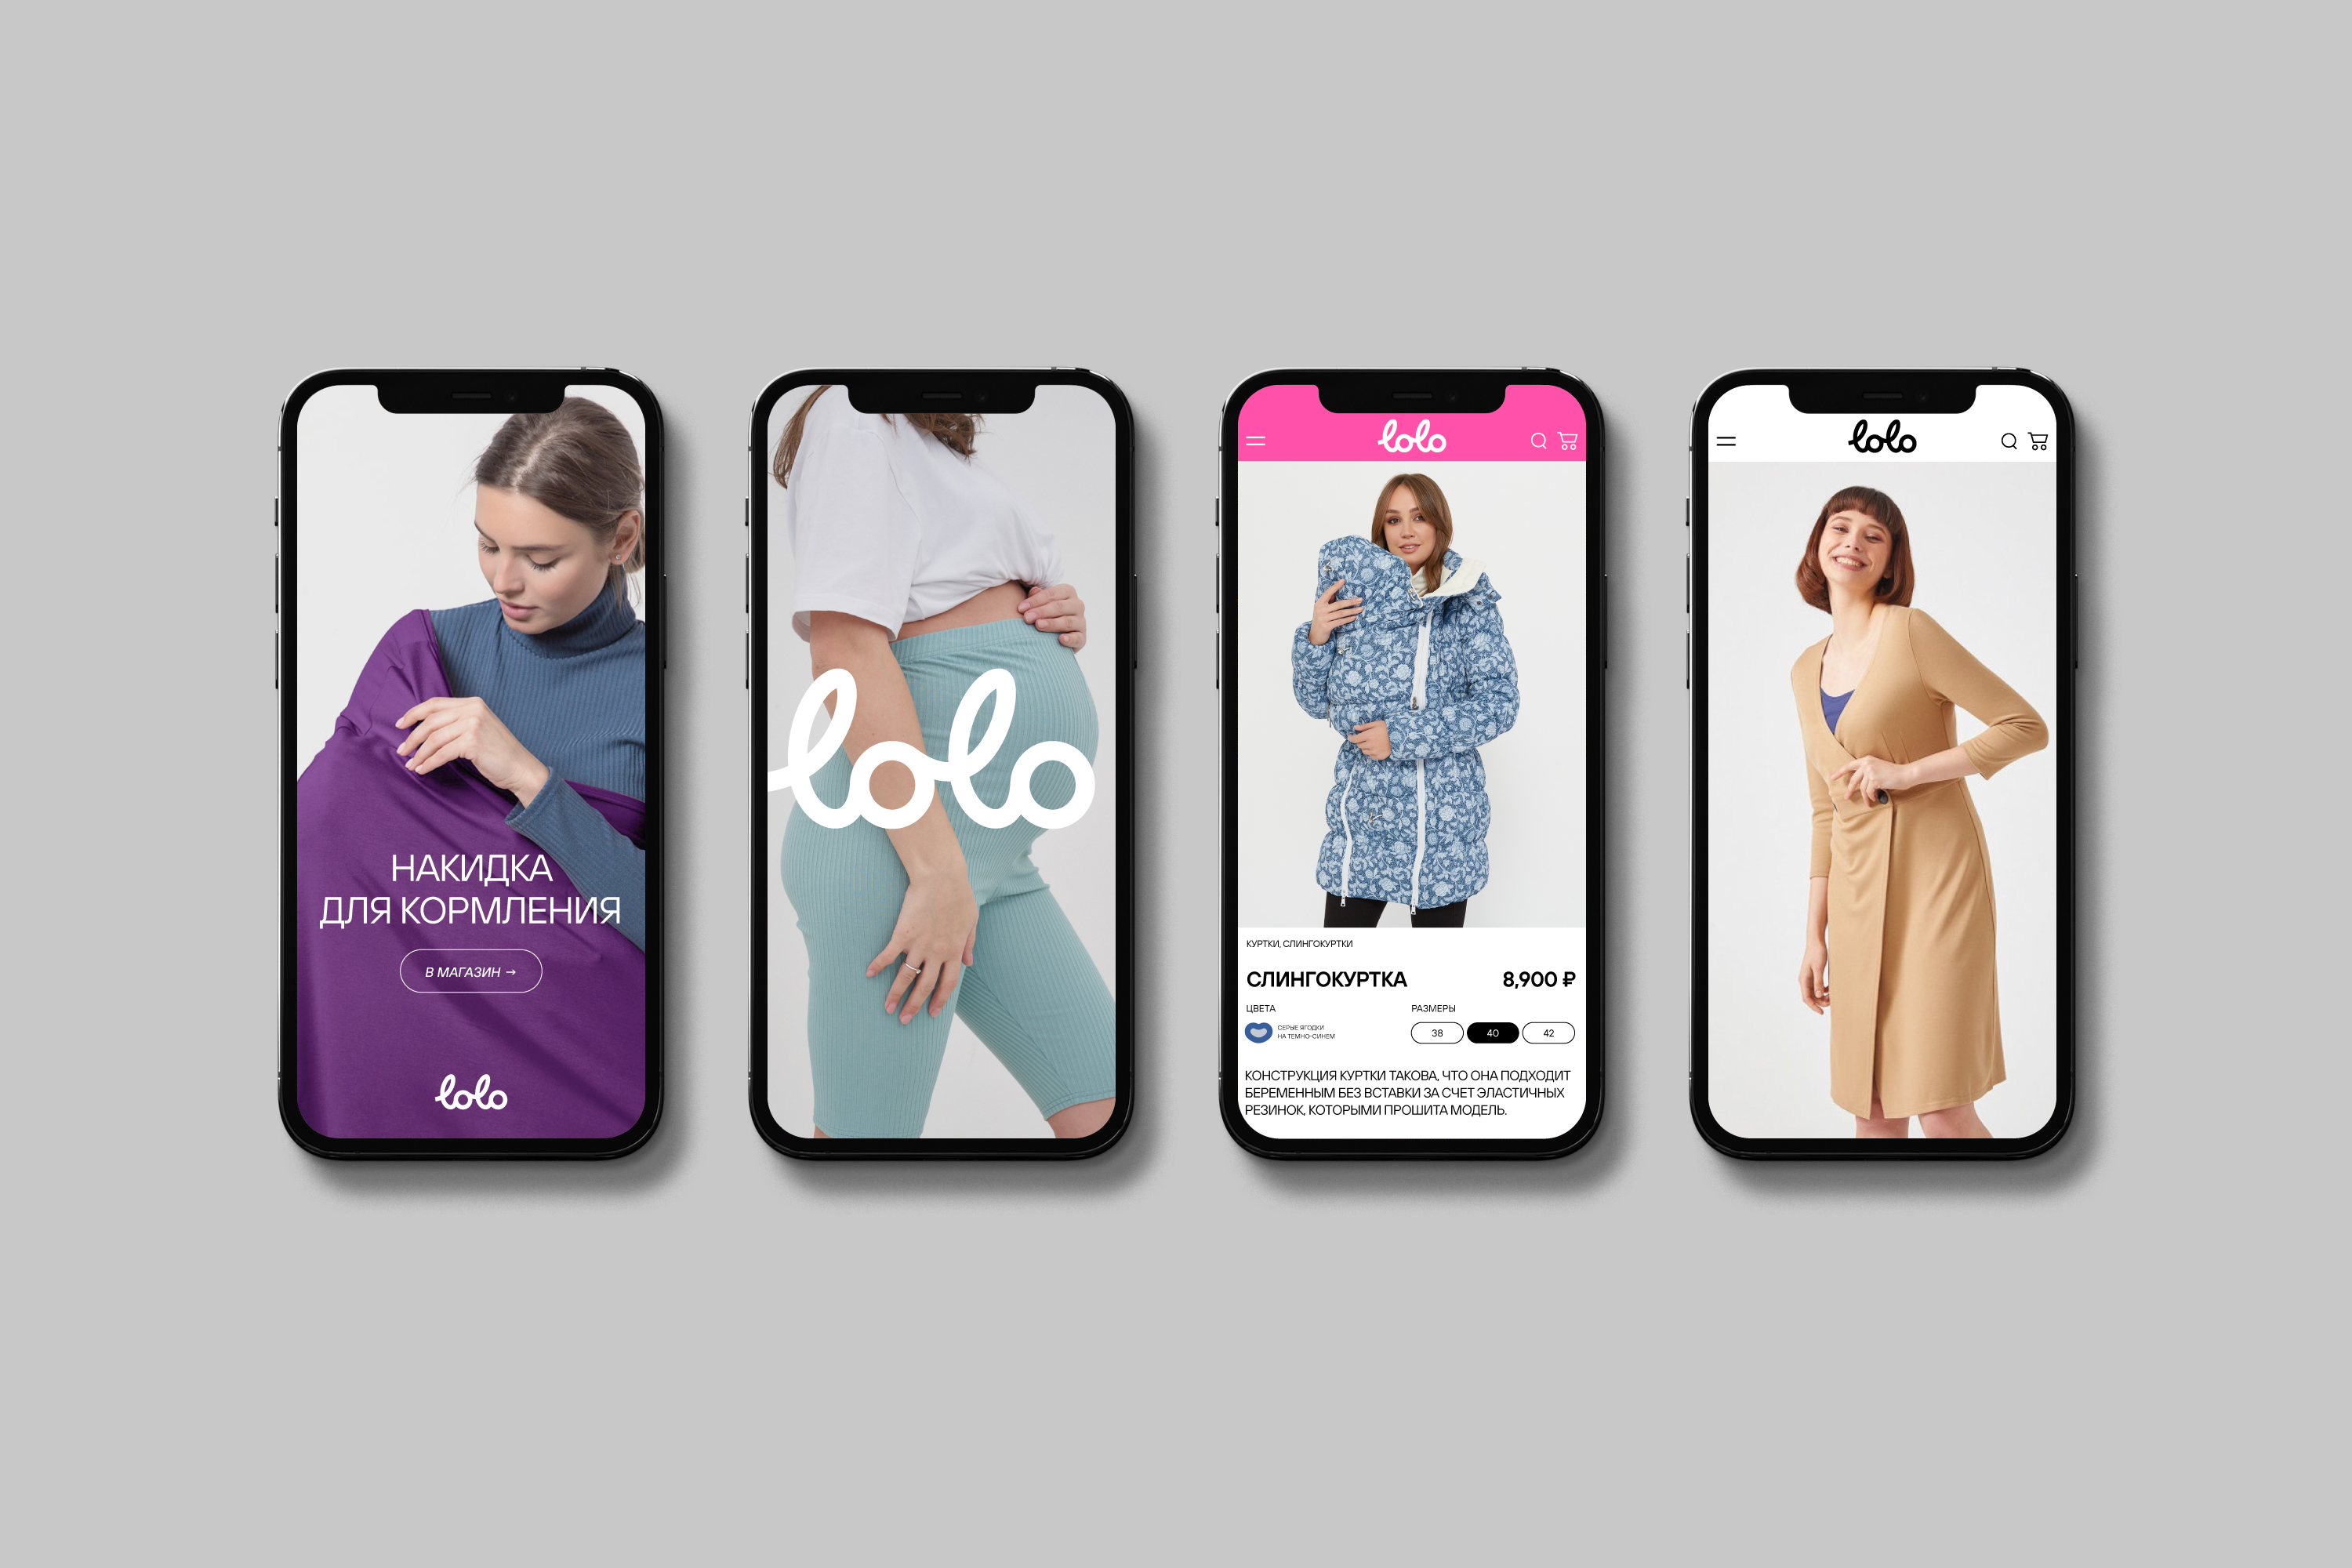 НАКИДКА
ДЛЯ КОРМЛЕНИЯ
В МАГАЗИН →
lolo
lolo
lolo
КУРТКИ, СЛИНГОКУРТКИ
СЛИНГОКУРТКА
8,900 ₽
ЦВЕТА
СЕРЫЕ ЯГОДКИ
НА ТЕМНО-СИНЕМ
РАЗМЕРЫ
38 40 42
КОНСТРУКЦИЯ КУРТКИ ТАКОВА, ЧТО ОНА ПОДХОДИТ
БЕРЕМЕННЫМ БЕЗ ВСТАВКИ ЗА СЧЕТ ЭЛАСТИЧНЫХ
РЕЗИНОК, КОТОРЫМИ ПРОШИТА МОДЕЛЬ.
lolo